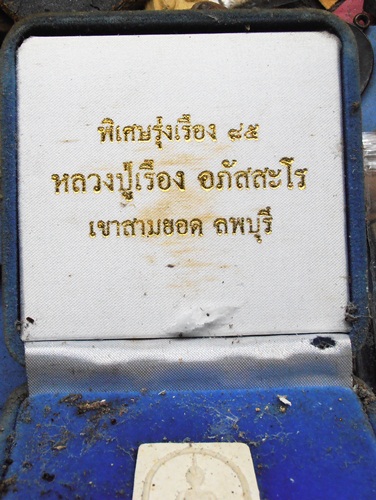 พิเศษรุ่งเรือง ๘๕
หลวงปู่เรือง อภัสสะโร
เขาสามยอด ลพบุรี